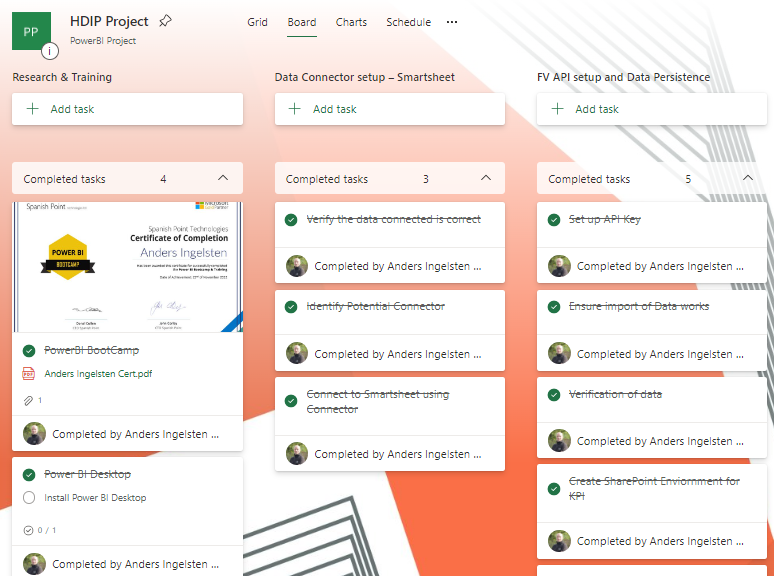 PP
HDIP Project
PowerBI Project
Grid
Board
Charts
Schedule
Research & Training
Add task
Completed tasks 4
Spanish Point
Microsoft
Spanish Point Technologies
Certificate of Completion
Anders Ingelsten
POWER BI
BOOTCAMP
PowerBI BootCamp
Anders Ingelsten Cert.pdf
1
Completed by Anders Ingelsten ...
Power BI Desktop
Install Power BI Desktop
0 / 1
Completed by Anders Ingelsten ...
Data Connector setup – Smartsheet
Add task
Completed tasks 3
Verify the data connected is correct
Completed by Anders Ingelsten ...
Identify Potential Connector
Completed by Anders Ingelsten ...
Connect to Smartsheet using
Connector
Completed by Anders Ingelsten ...
FV API setup and Data Persistence
Add task
Completed tasks 5
Set up API Key
Completed by Anders Ingelsten ...
Ensure import of Data works
Completed by Anders Ingelsten ...
Verification of data
Completed by Anders Ingelsten ...
Create SharePoint Enviornment for
KPI
Completed by Anders Ingelsten ...